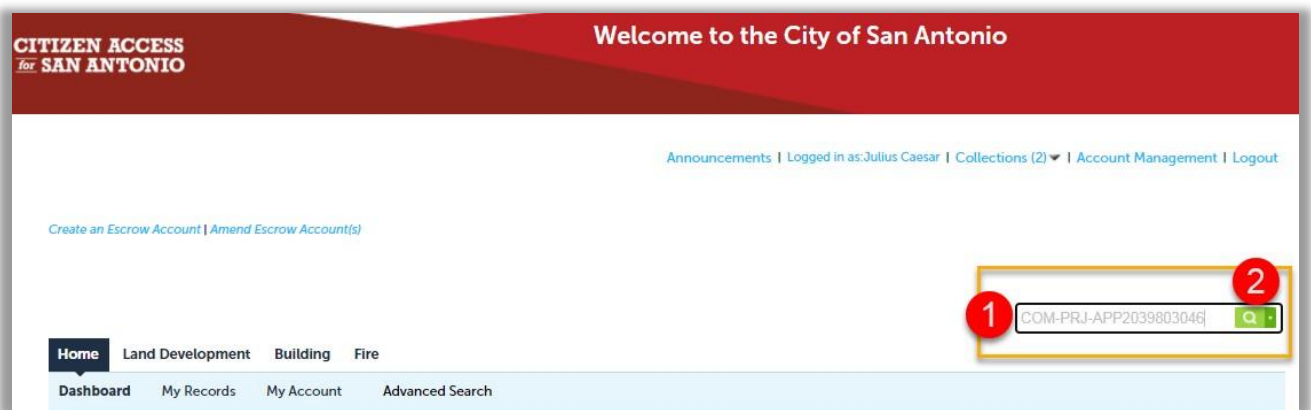 CITIZEN ACCESS
for SAN ANTONIO
Welcome to the City of San Antonio
Announcements | Logged in as:Julius Caesar | Collections (2) | Account Management | Logout
Create an Escrow Account | Amend Escrow Account(s)
2
1
COM-PRJ-APP2039803046
Home Land Development Building Fire
Dashboard My Records My Account Advanced Search